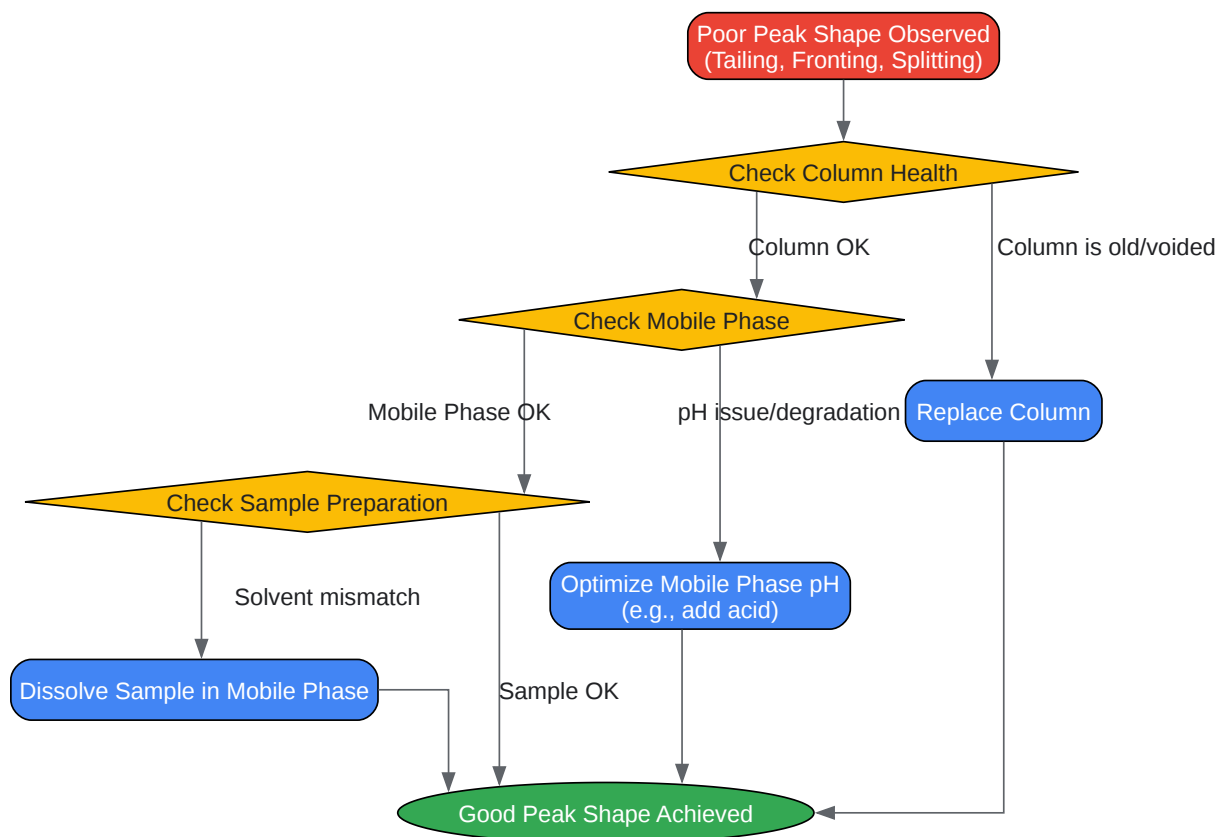 Poor Peak Shape Observed
(Tailing, Fronting, Splitting)
Check Column Health
Column OK
Column is old/voided
Check Mobile Phase
Mobile Phase OK
pH issue/degradation
Replace Column
Check Sample Preparation
Solvent mismatch
Optimize Mobile Phase pH
(e.g., add acid)
Dissolve Sample in Mobile Phase
Sample OK
Good Peak Shape Achieved